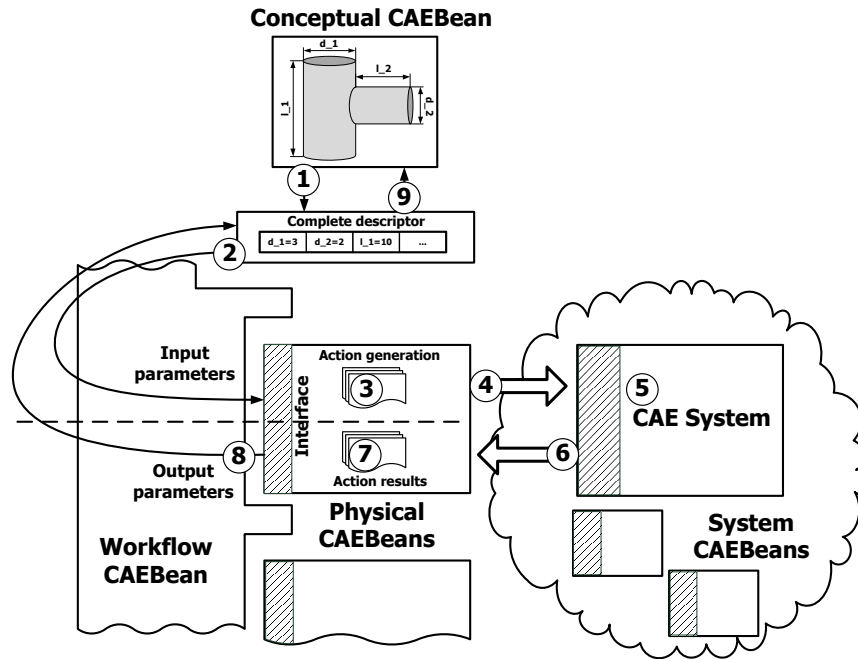 Conceptual CAEBean
d_1
l_2
l_1
d_2
1
9
Complete descriptor
d_1=3 d_2=2 l_1=10 ...
2
Input
parameters
Action generation
3
4
5
CAE System
Interface
6
7
8
Output
parameters
Action results
Physical
CAEBeans
Workflow
CAEBean
System
CAEBeans